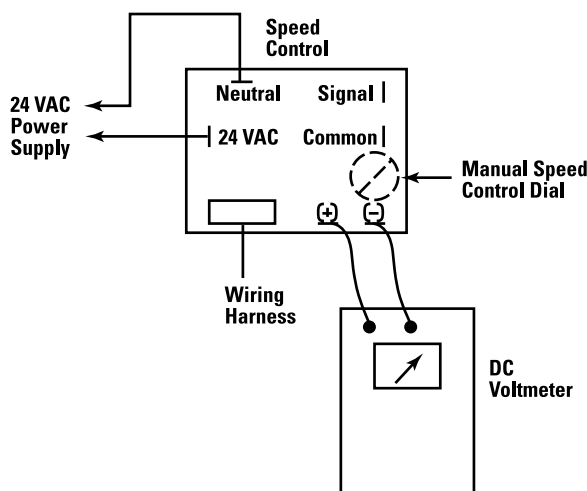 Speed
Control
24 VAC
Power
Supply
Neutral
Signal
24 VAC
Common
Manual Speed
Control Dial
(+)
(−)
Wiring
Harness
DC
Voltmeter